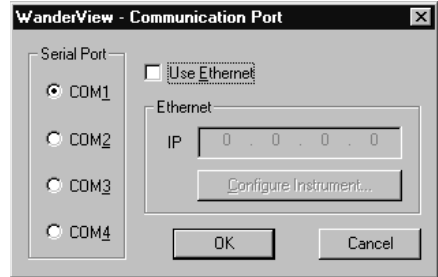 WanderView - Communication Port
Serial Port
COM1
COM2
COM3
COM4
Use Ethernet
Ethernet
IP 0 . 0 . 0 . 0
Configure Instrument...
OK Cancel